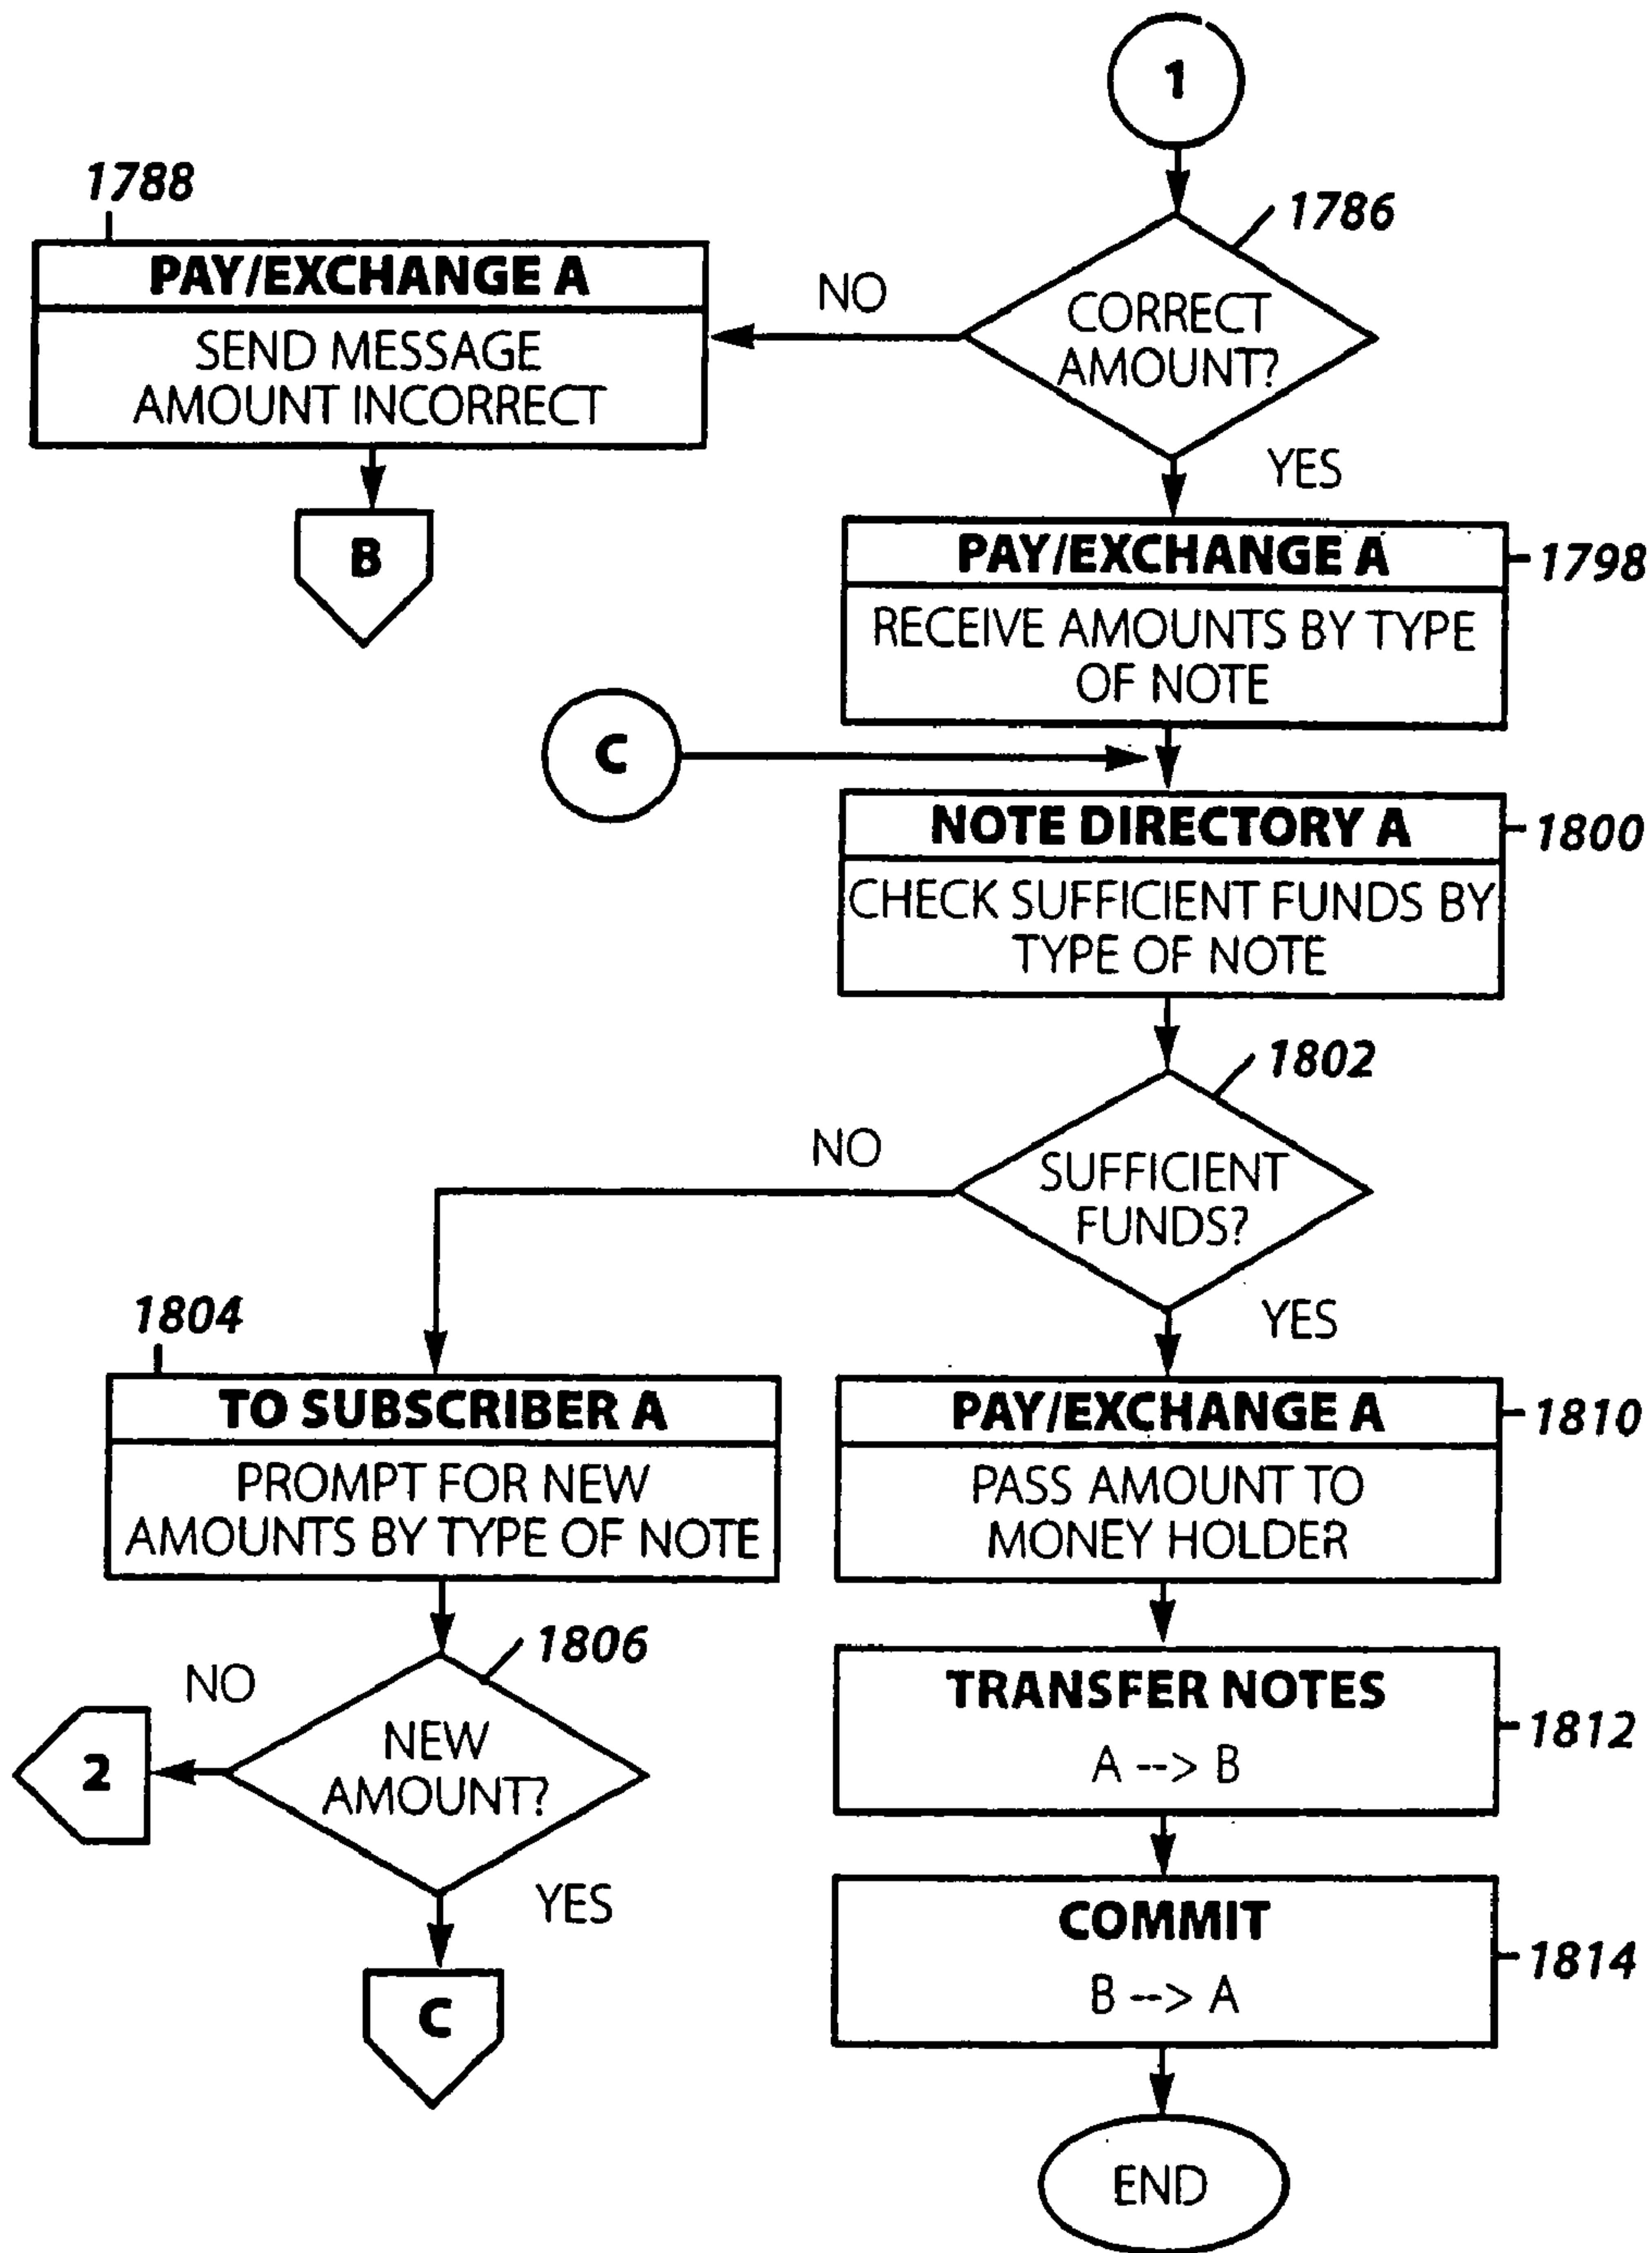 1
1786
CORRECT
AMOUNT?
NO
1788
PAY/EXCHANGE A
SEND MESSAGE
AMOUNT INCORRECT
B
YES
PAY/EXCHANGE A
1798
RECEIVE AMOUNTS BY TYPE
OF NOTE
C
NOTE DIRECTORY A
1800
CHECK SUFFICIENT FUNDS BY
TYPE OF NOTE
1802
SUFFICIENT
FUNDS?
NO
1804
TO SUBSCRIBER A
PROMPT FOR NEW
AMOUNTS BY TYPE OF NOTE
1806
NEW
AMOUNT?
NO
2
YES
C
YES
PAY/EXCHANGE A
1810
PASS AMOUNT TO
MONEY HOLDER
TRANSFER NOTES
1812
A --> B
COMMIT
1814
B --> A
END